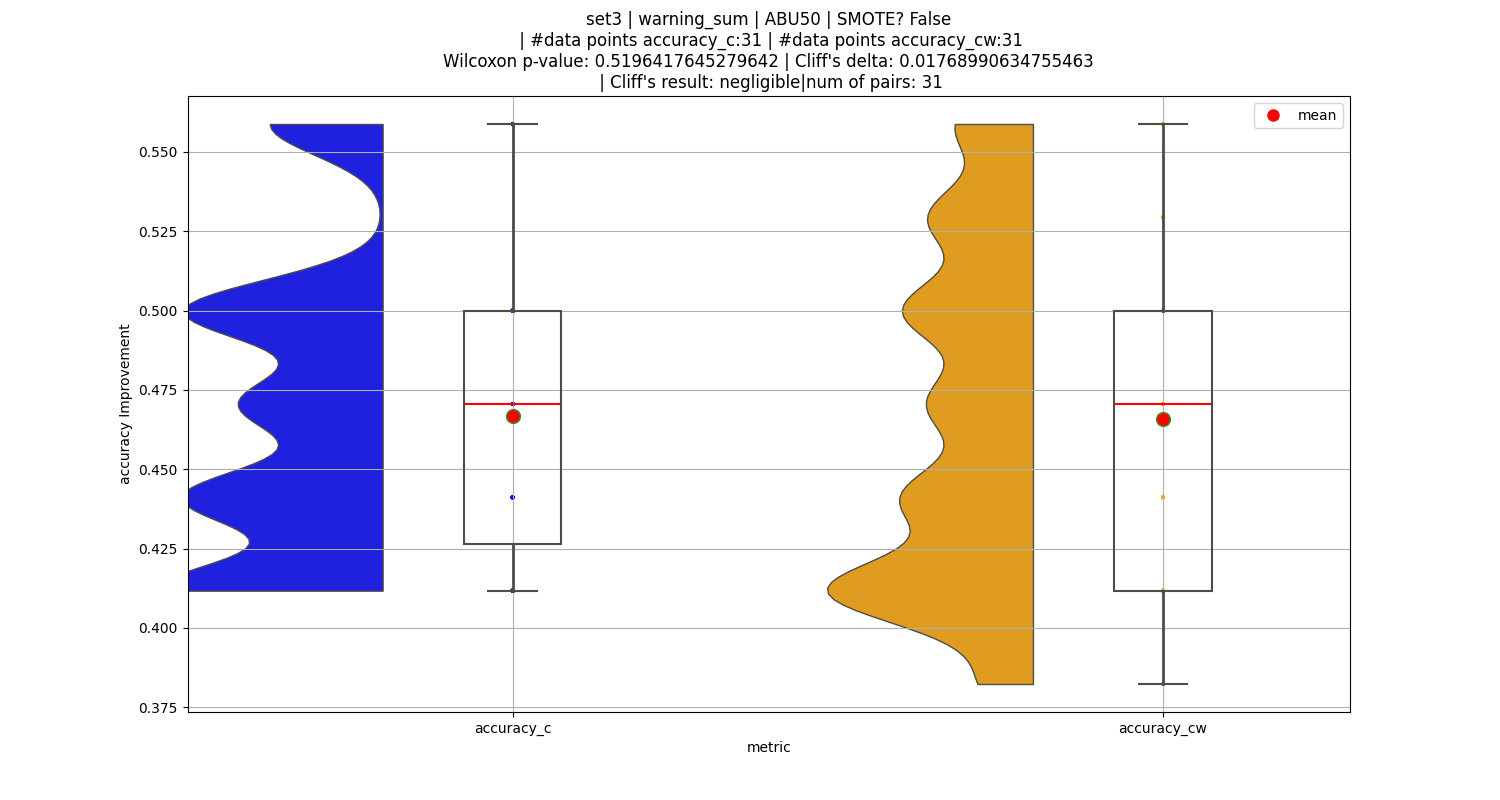 set3 | warning_sum | ABU50 | SMOTE? False
| #data points accuracy_c:31 | #data points accuracy_cw:31
Wilcoxon p-value: 0.5196417645279642 | Cliff's delta: 0.01768990634755463
| Cliff's result: negligible|num of pairs: 31
mean
0.550
0.525
0.500
0.475
0.450
0.425
0.400
0.375
accuracy Improvement
accuracy_c
accuracy_cw
metric